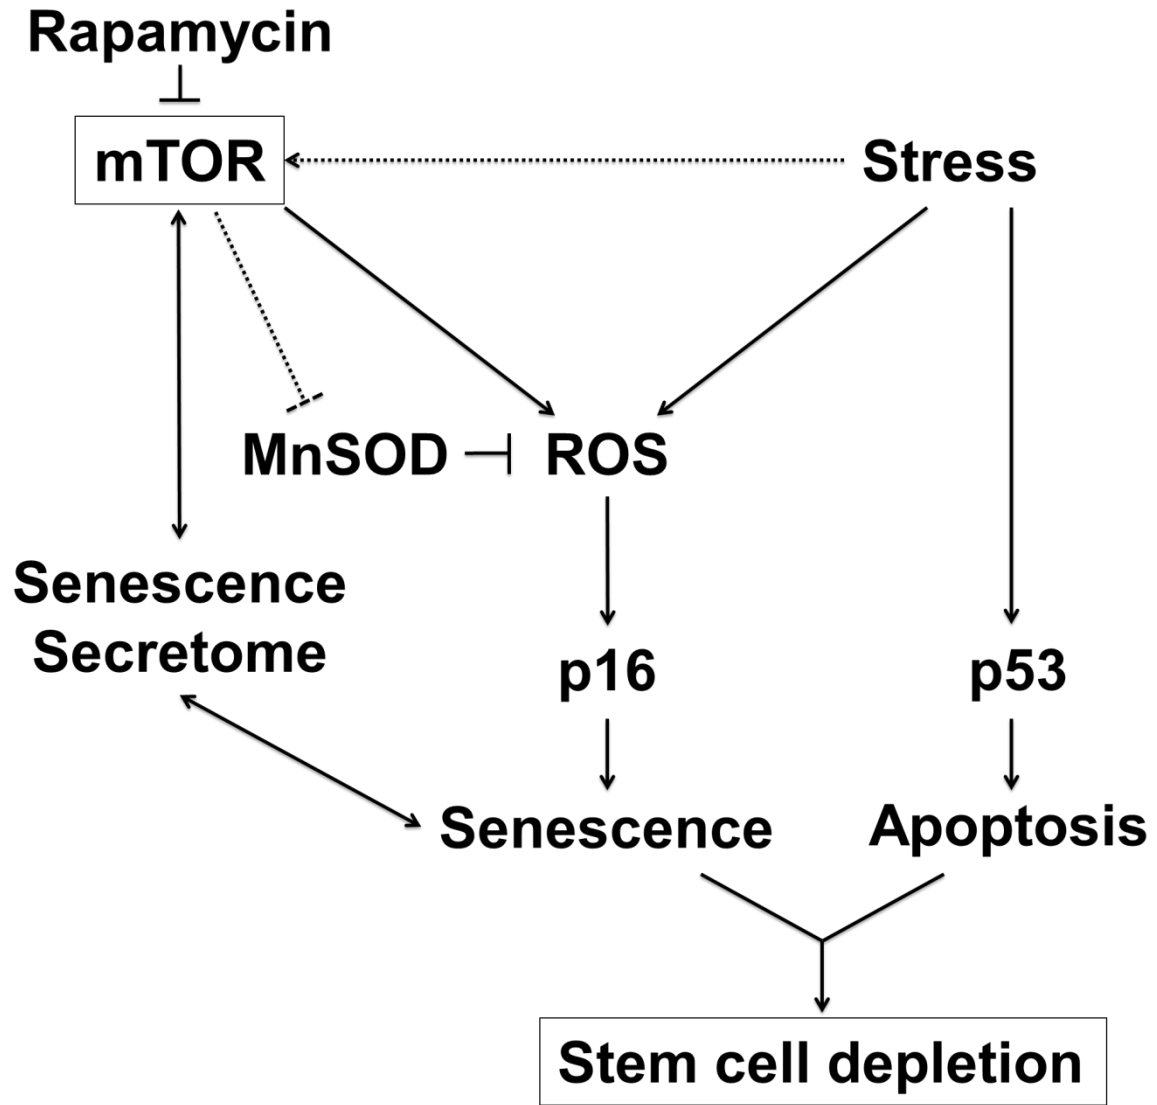 Rapamycin
mTOR
Stress
MnSOD
ROS
Senescence
Secretome
p16
p53
Senescence
Apoptosis
Stem cell depletion